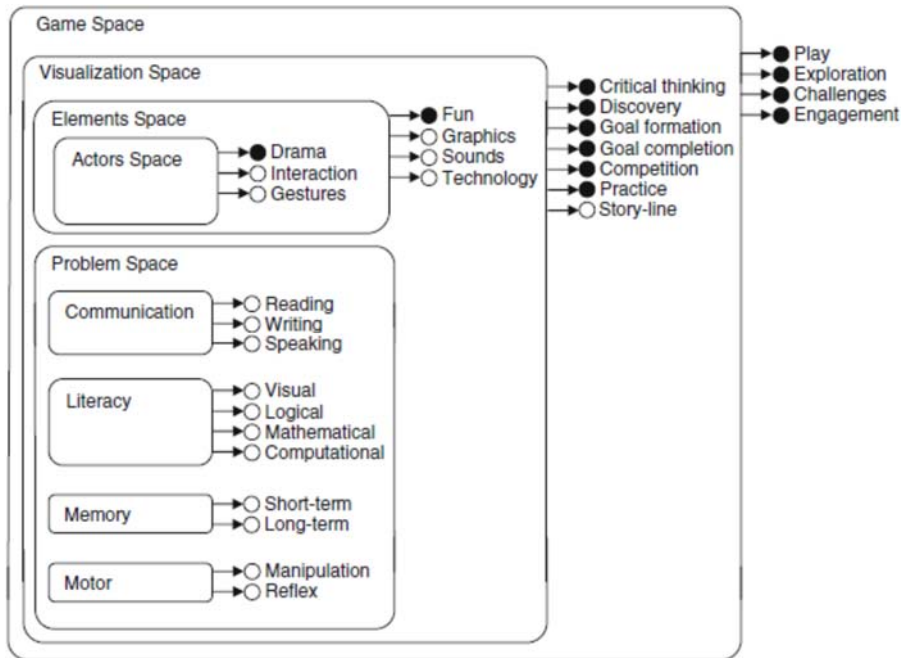 Game Space
Play
Exploration
Challenges
Engagement
Visualization Space
Critical thinking
Discovery
Goal formation
Goal completion
Competition
Practice
Story-line
Elements Space
Fun
Graphics
Sounds
Technology
Actors Space
Drama
Interaction
Gestures
Problem Space
Communication
Reading
Writing
Speaking
Literacy
Visual
Logical
Mathematical
Computational
Memory
Short-term
Long-term
Motor
Manipulation
Reflex